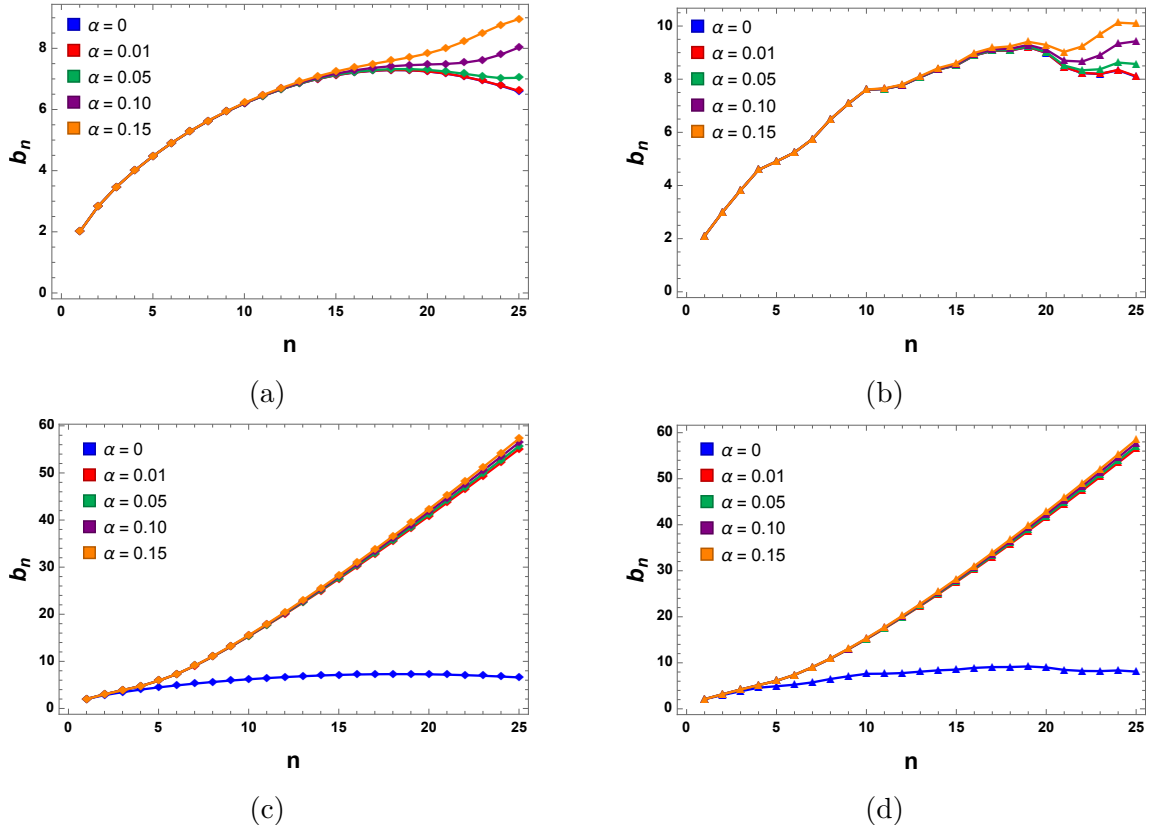 α = 0
α = 0.01
α = 0.05
α = 0.10
α = 0.15
b_n
8
6
4
2
0
0 5 10 15 20 25
n
(a)
α = 0
α = 0.01
α = 0.05
α = 0.10
α = 0.15
b_n
10
8
6
4
2
0
0 5 10 15 20 25
n
(b)
α = 0
α = 0.01
α = 0.05
α = 0.10
α = 0.15
b_n
60
50
40
30
20
10
0
0 5 10 15 20 25
n
(c)
α = 0
α = 0.01
α = 0.05
α = 0.10
α = 0.15
b_n
60
50
40
30
20
10
0
0 5 10 15 20 25
n
(d)